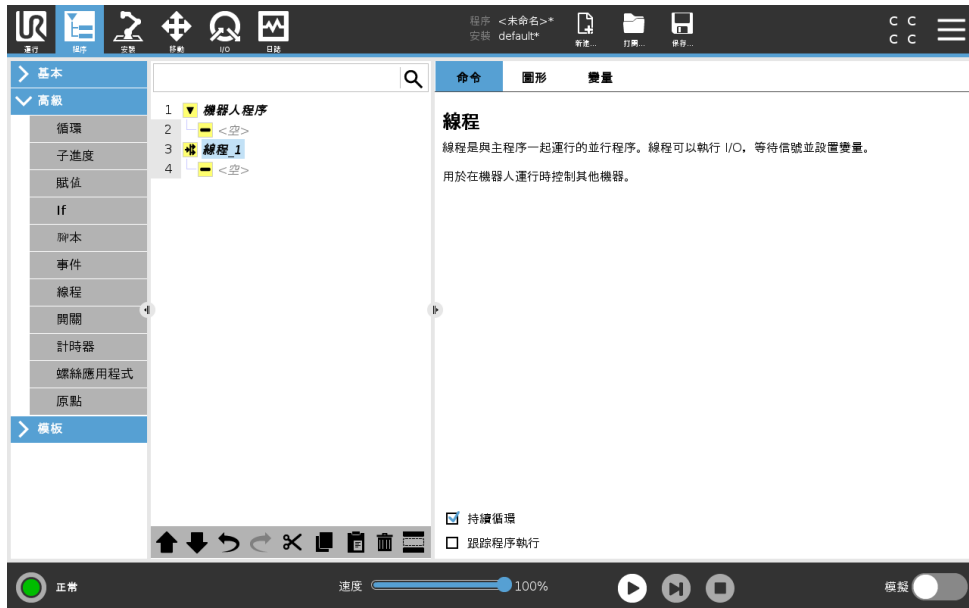 程序 <未命名>*
安裝 default*
C C
C C
運行
程序
安裝
移動
I/O
日誌
新建...
打開...
保存...
基本
高級
循環
子進度
賦值
If
腳本
事件
線程
開關
計時器
螺絲應用程式
原點
模板
1 機器人程序
2 <空>
3 線程_1
4 <空>
命令 圖形 變量
線程
線程是與主程序一起運行的並行程序。線程可以執行 I/O，等待信號並設置變量。
用於在機器人運行時控制其他機器。
持續循環
跟踪程序執行
正常
速度
100%
模擬